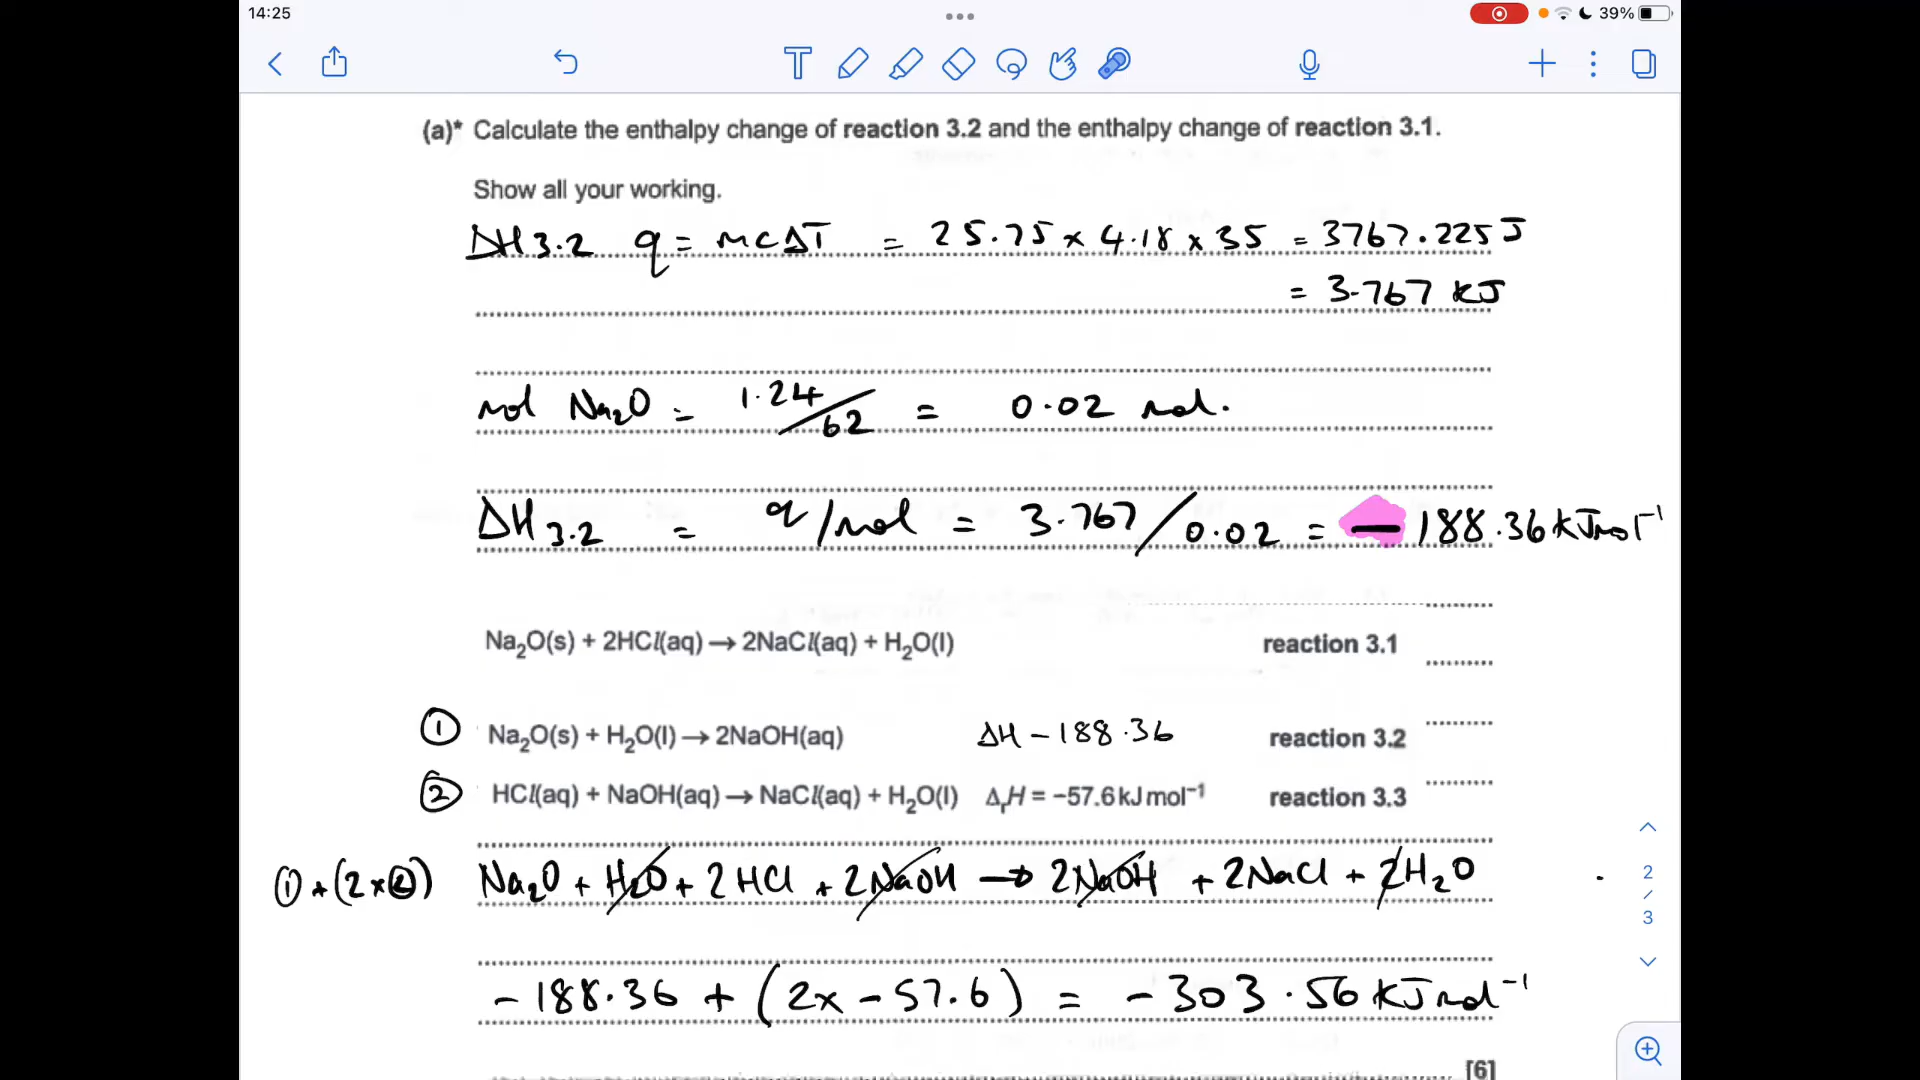 14:25
39%
(a)* Calculate the enthalpy change of reaction 3.2 and the enthalpy change of reaction 3.1.
Show all your working.
ΔH 3.2 q = mcΔT = 25.75 × 4.18 × 35 = 3767.225 J
= 3.767 kJ
mol Na₂O = 1.24/62 = 0.02 mol.
ΔH 3.2 = q/mol = 3.767/0.02 = − 188.36 kJmol⁻¹
Na₂O(s) + 2HCl(aq) → 2NaCl(aq) + H₂O(l) reaction 3.1
① Na₂O(s) + H₂O(l) → 2NaOH(aq) ΔH − 188.36 reaction 3.2
② HCl(aq) + NaOH(aq) → NaCl(aq) + H₂O(l) ΔᵣH = −57.6 kJ mol⁻¹ reaction 3.3
① + (2 × ②) Na₂O + H₂O + 2HCl + 2NaOH → 2NaOH + 2NaCl + 2H₂O
2
/
3
− 188.36 + (2x − 57.6) = − 303.56 kJmol⁻¹
[6]